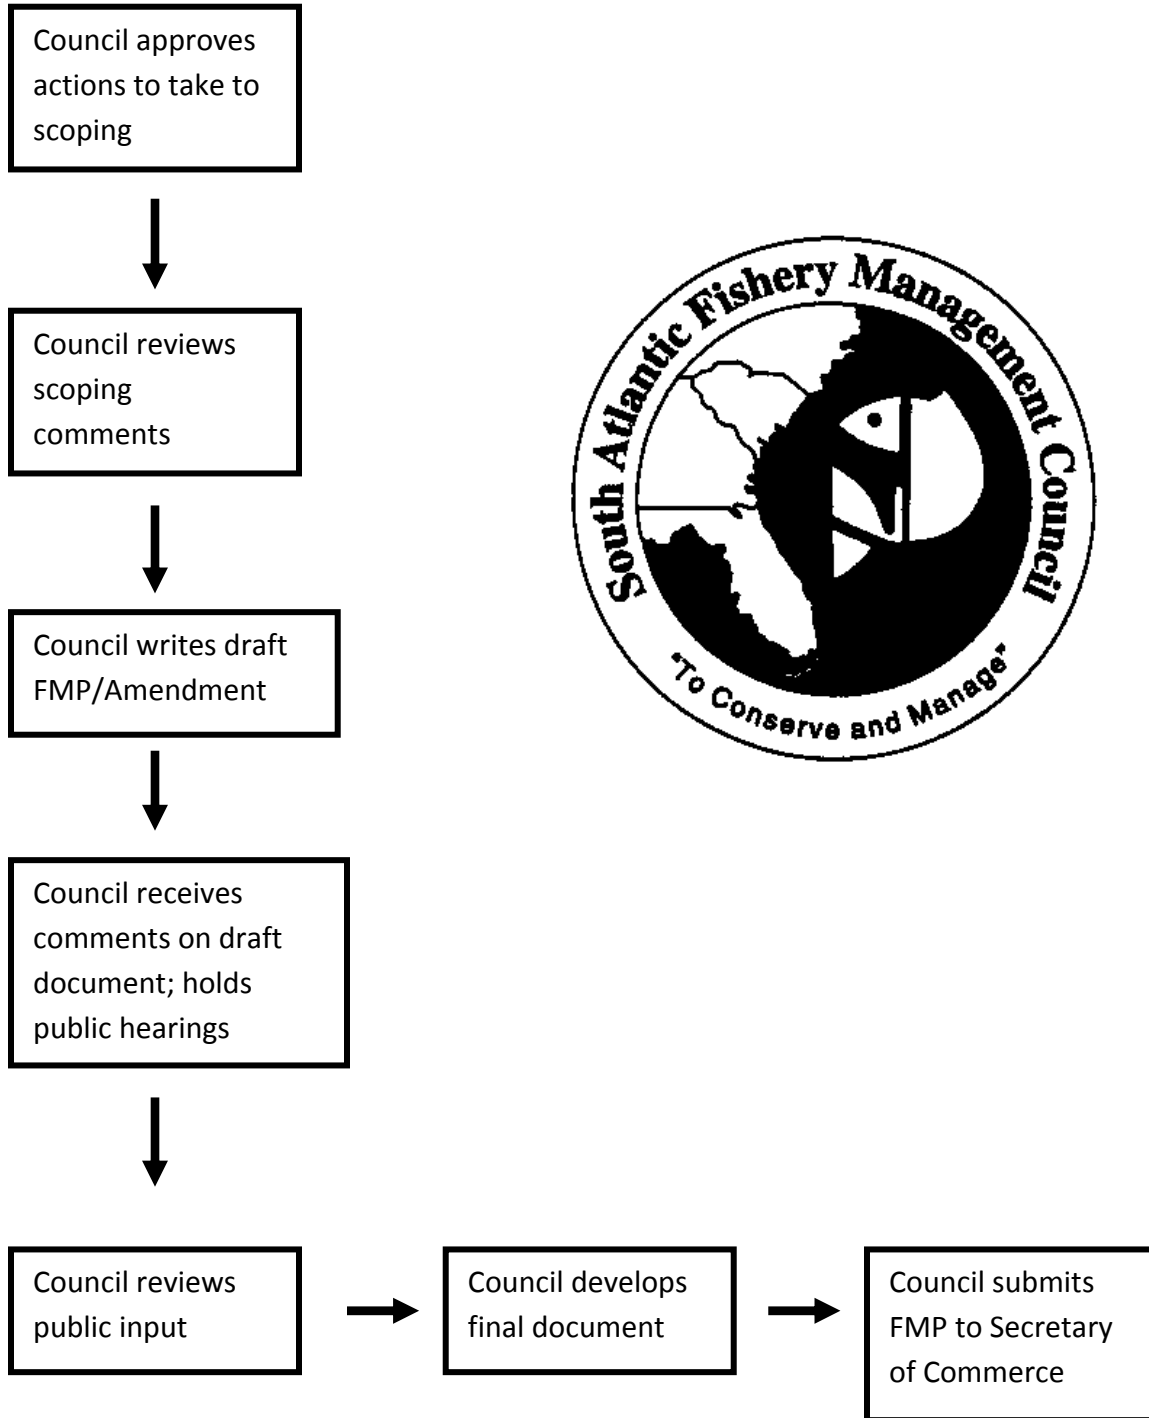 Council approves
actions to take to
scoping
Council reviews
scoping
comments
South Atlantic Fishery Management Council
"To Conserve and Manage"
Council writes draft
FMP/Amendment
Council receives
comments on draft
document; holds
public hearings
Council reviews
public input
Council develops
final document
Council submits
FMP to Secretary
of Commerce